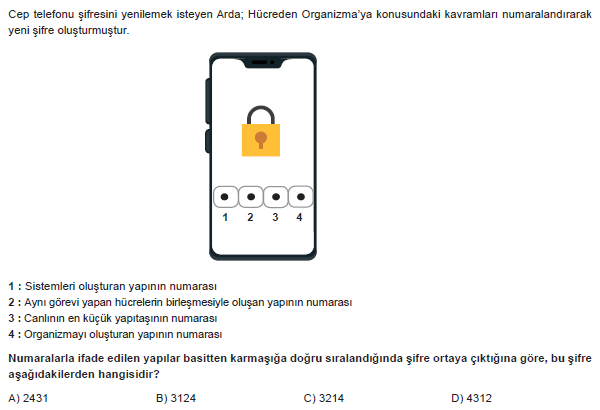 Cep telefonu şifresini yenilemek isteyen Arda; Hücreden Organizma'ya konusundaki kavramları numaralandırarak
yeni şifre oluşturmuştur.
1 2 3 4
1 : Sistemleri oluşturan yapının numarası
2 : Aynı görevi yapan hücrelerin birleşmesiyle oluşan yapının numarası
3 : Canlının en küçük yapıtaşının numarası
4 : Organizmayı oluşturan yapının numarası
Numaralarla ifade edilen yapılar basitten karmaşığa doğru sıralandığında şifre ortaya çıktığına göre, bu şifre
aşağıdakilerden hangisidir?
A) 2431 B) 3124 C) 3214 D) 4312